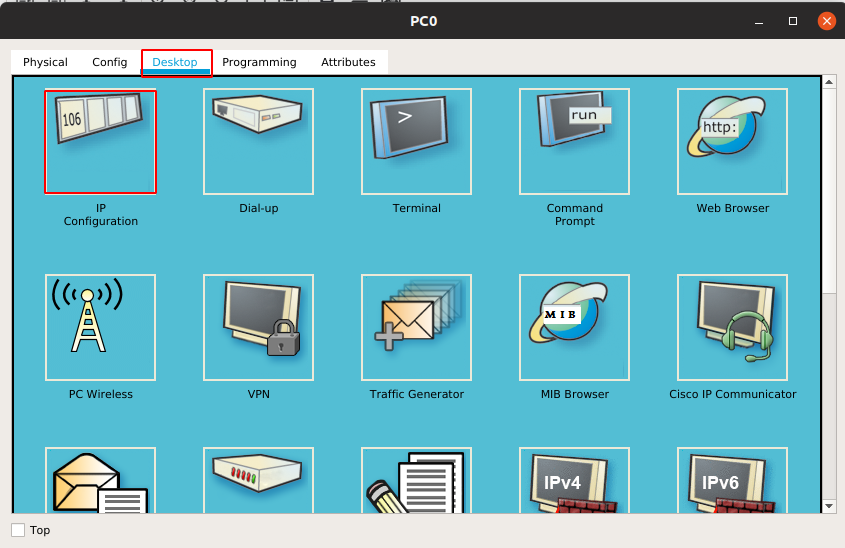 PC0
Physical Config Desktop Programming Attributes
106
>
run
http:
IP
Configuration
Dial-up
Terminal
Command
Prompt
Web Browser
MIB
PC Wireless
VPN
Traffic Generator
MIB Browser
Cisco IP Communicator
IPv4
IPv6
Top